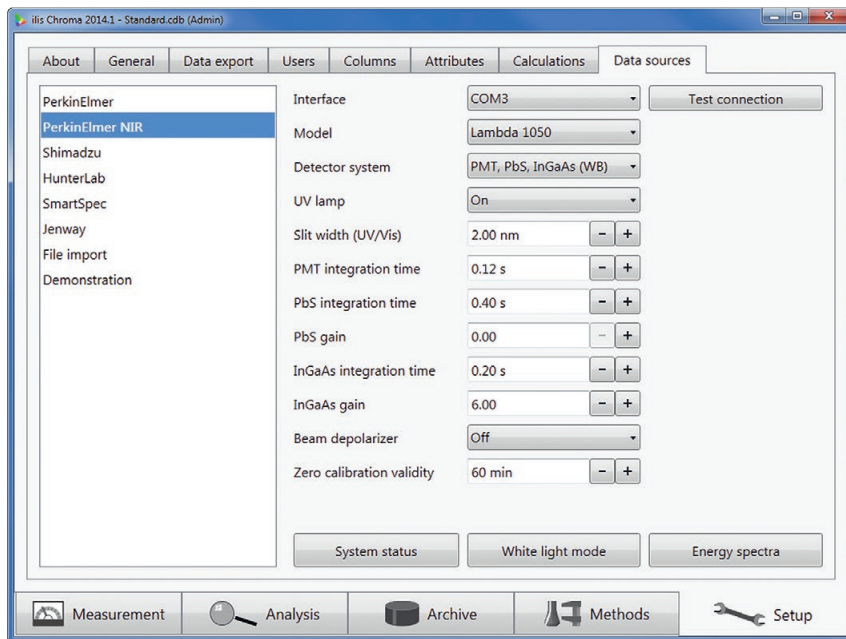 ilis Chroma 2014.1 - Standard.cdb (Admin)
About General Data export Users Columns Attributes Calculations Data sources
PerkinElmer
PerkinElmer NIR
Shimadzu
HunterLab
SmartSpec
Jenway
File import
Demonstration
Interface COM3 Test connection
Model Lambda 1050
Detector system PMT, PbS, InGaAs (WB)
UV lamp On
Slit width (UV/Vis) 2.00 nm - +
PMT integration time 0.12 s - +
PbS integration time 0.40 s - +
PbS gain 0.00 - +
InGaAs integration time 0.20 s - +
InGaAs gain 6.00 - +
Beam depolarizer Off
Zero calibration validity 60 min - +
System status White light mode Energy spectra
Measurement Analysis Archive Methods Setup